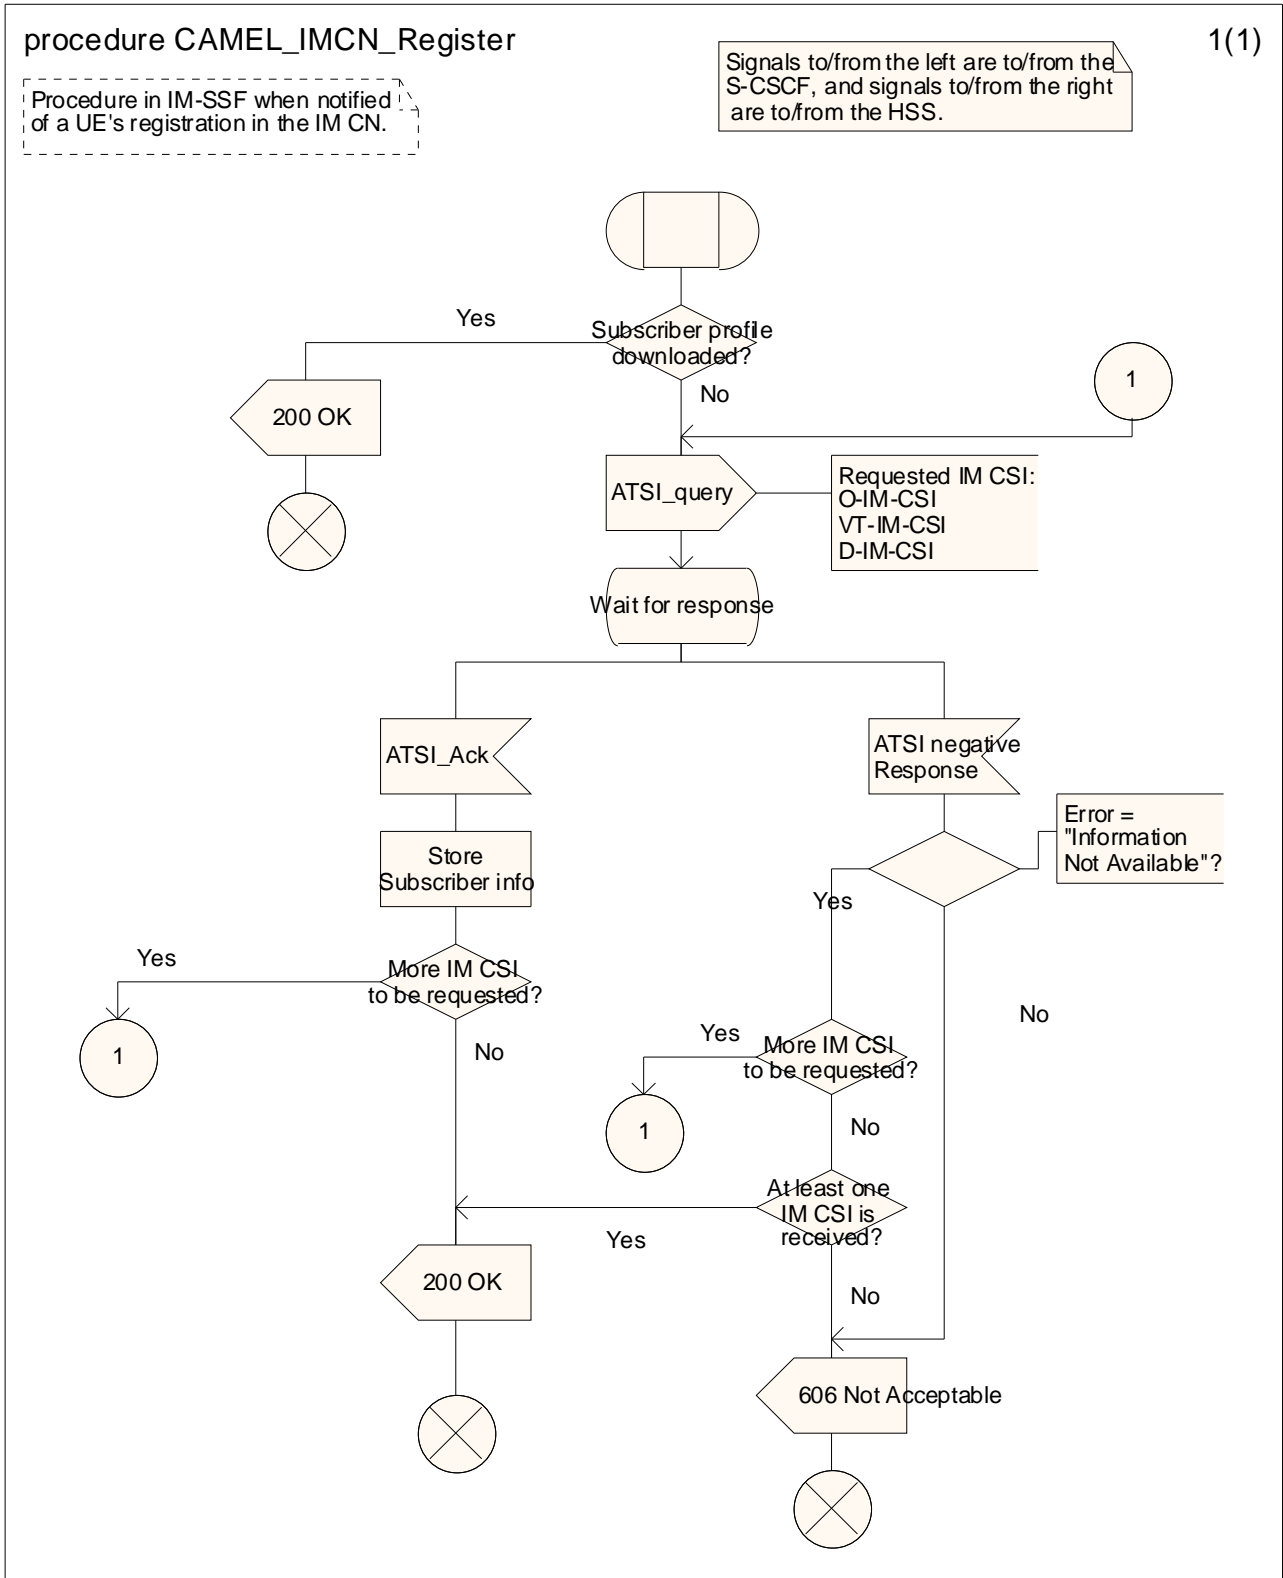 procedure CAMEL_IMCN_Register
1(1)
Procedure in IM-SSF when notified
of a UE's registration in the IM CN.
Signals to/from the left are to/from the
S-CSCF, and signals to/from the right
are to/from the HSS.
Yes
Subscriber profile
downloaded?
No
1
200 OK
ATSI_query
Requested IM CSI:
O-IM-CSI
VT-IM-CSI
D-IM-CSI
Wait for response
ATSI_Ack
ATSI negative
Response
Error =
"Information
Not Available"?
Store
Subscriber info
Yes
Yes
More IM CSI
to be requested?
No
1
No
Yes
More IM CSI
to be requested?
1
No
At least one
IM CSI is
received?
Yes
200 OK
No
606 Not Acceptable